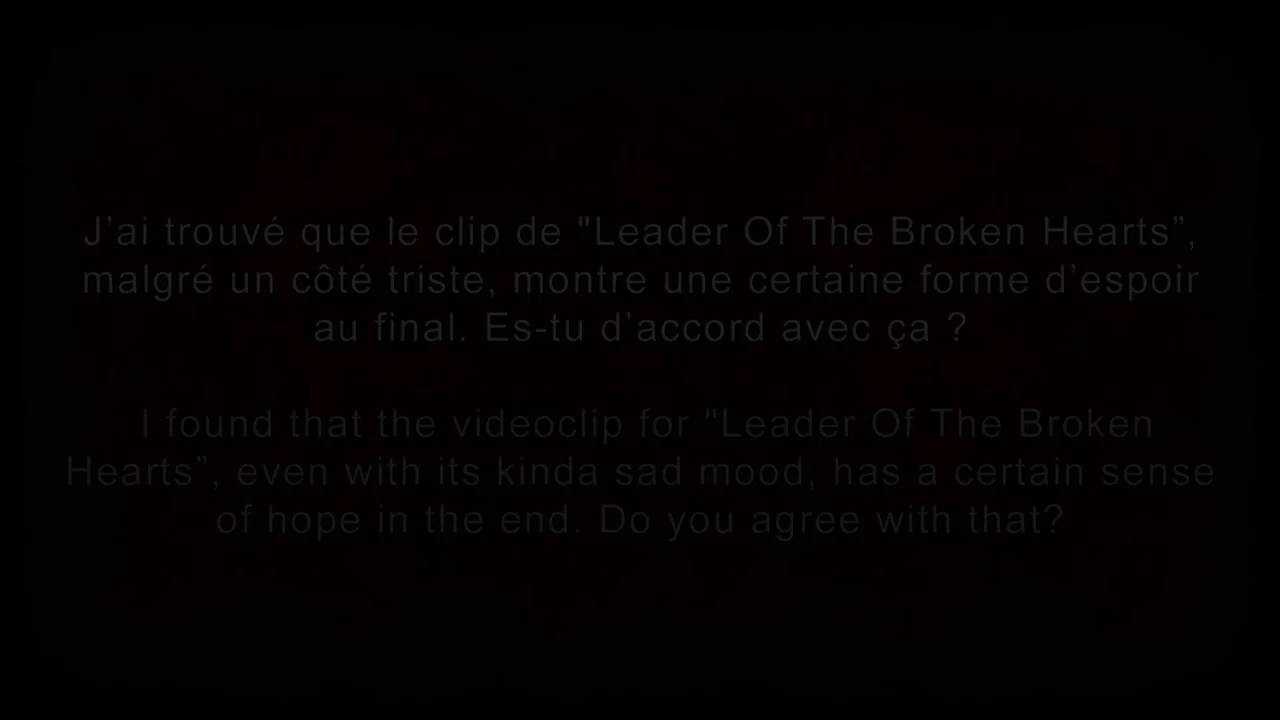 J’ai trouvé que le clip de "Leader Of The Broken Hearts”,
malgré un côté triste, montre une certaine forme d’espoir
au final. Es-tu d’accord avec ça ?
I found that the videoclip for "Leader Of The Broken
Hearts”, even with its kinda sad mood, has a certain sense
of hope in the end. Do you agree with that?